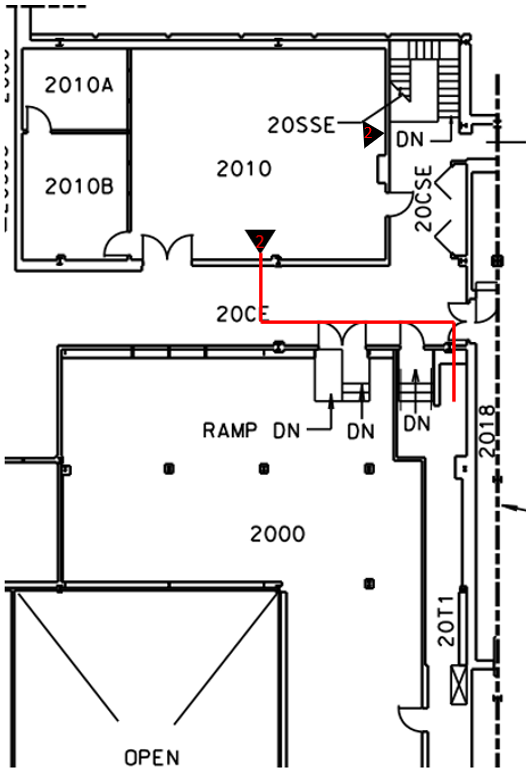 2010A
20SSE
2
DN
2010
2010B
20CSE
2
20CE
RAMP DN
DN
DN
2018
2000
20T1
OPEN